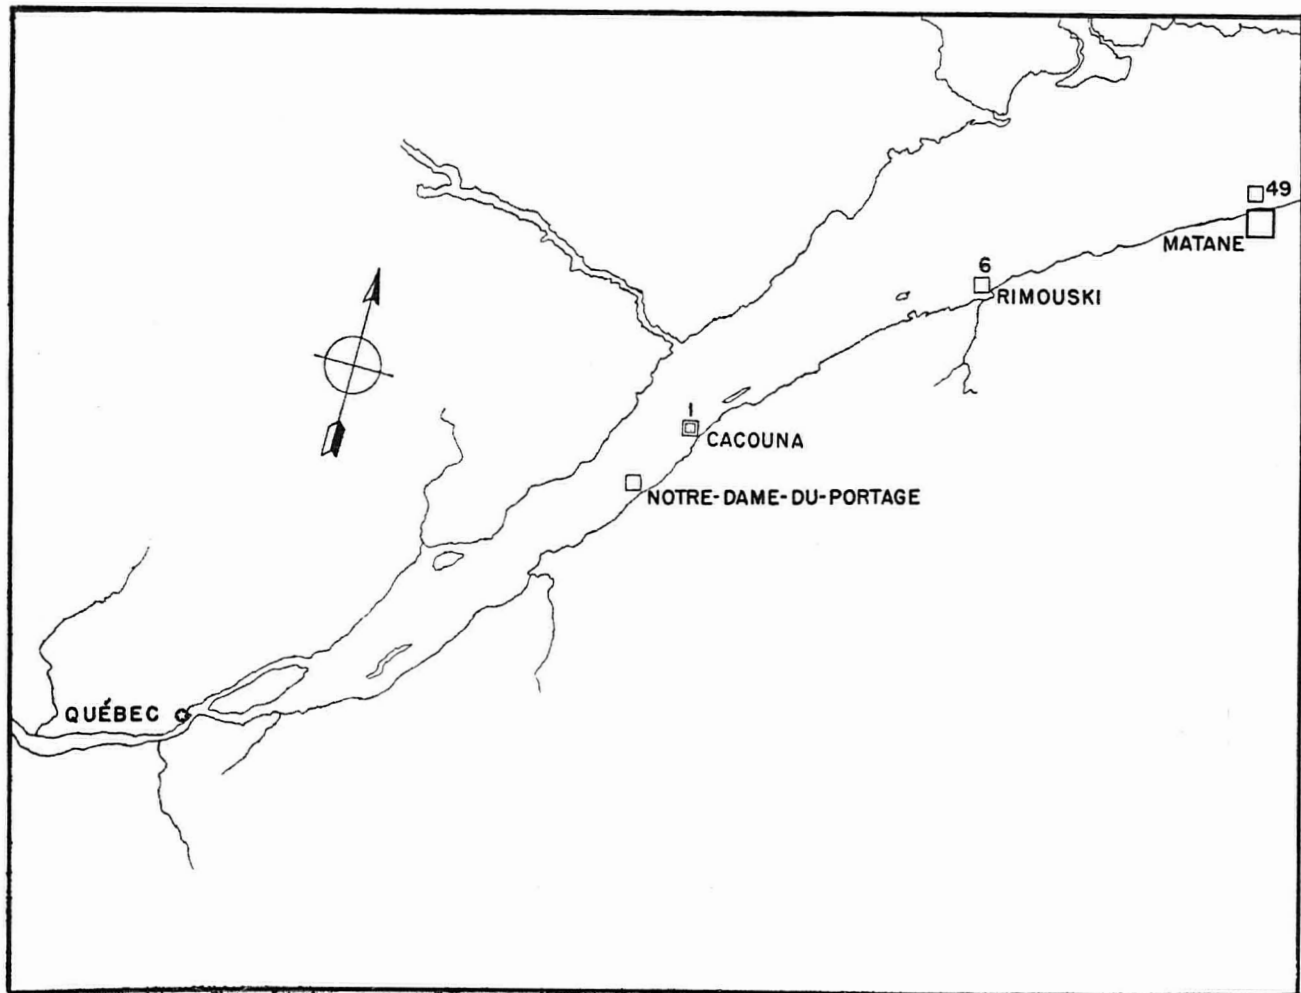 49
MATANE
6
RIMOUSKI
1
CACOUNA
NOTRE-DAME-DU-PORTAGE
QUÉBEC